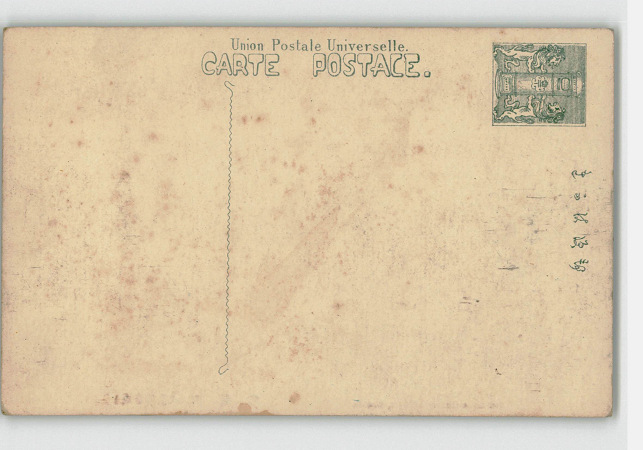 Union Postale Universelle.
CARTE POSTALE.